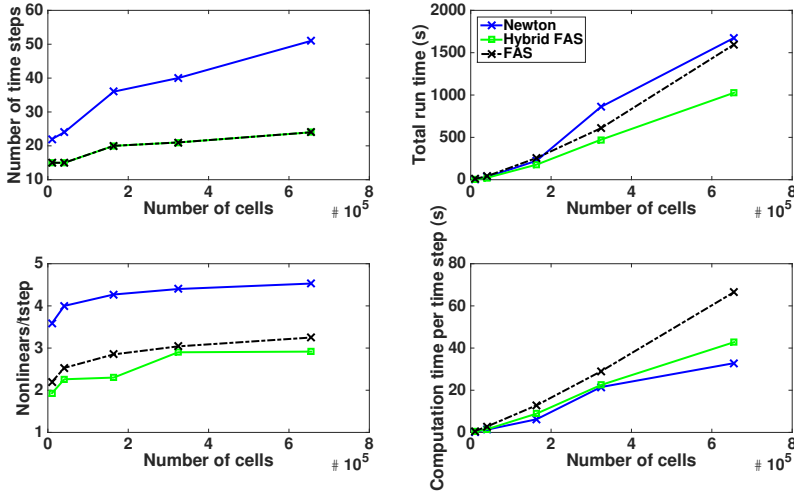 60
50
40
30
20
10
Number of time steps
0 2 4 6 8
Number of cells
# 10^5
2000
1500
1000
500
0
Total run time (s)
Newton
Hybrid FAS
FAS
0 2 4 6 8
Number of cells
# 10^5
5
4
3
2
1
Nonlinears/tstep
0 2 4 6 8
Number of cells
# 10^5
80
60
40
20
0
Computation time per time step (s)
0 2 4 6 8
Number of cells
# 10^5